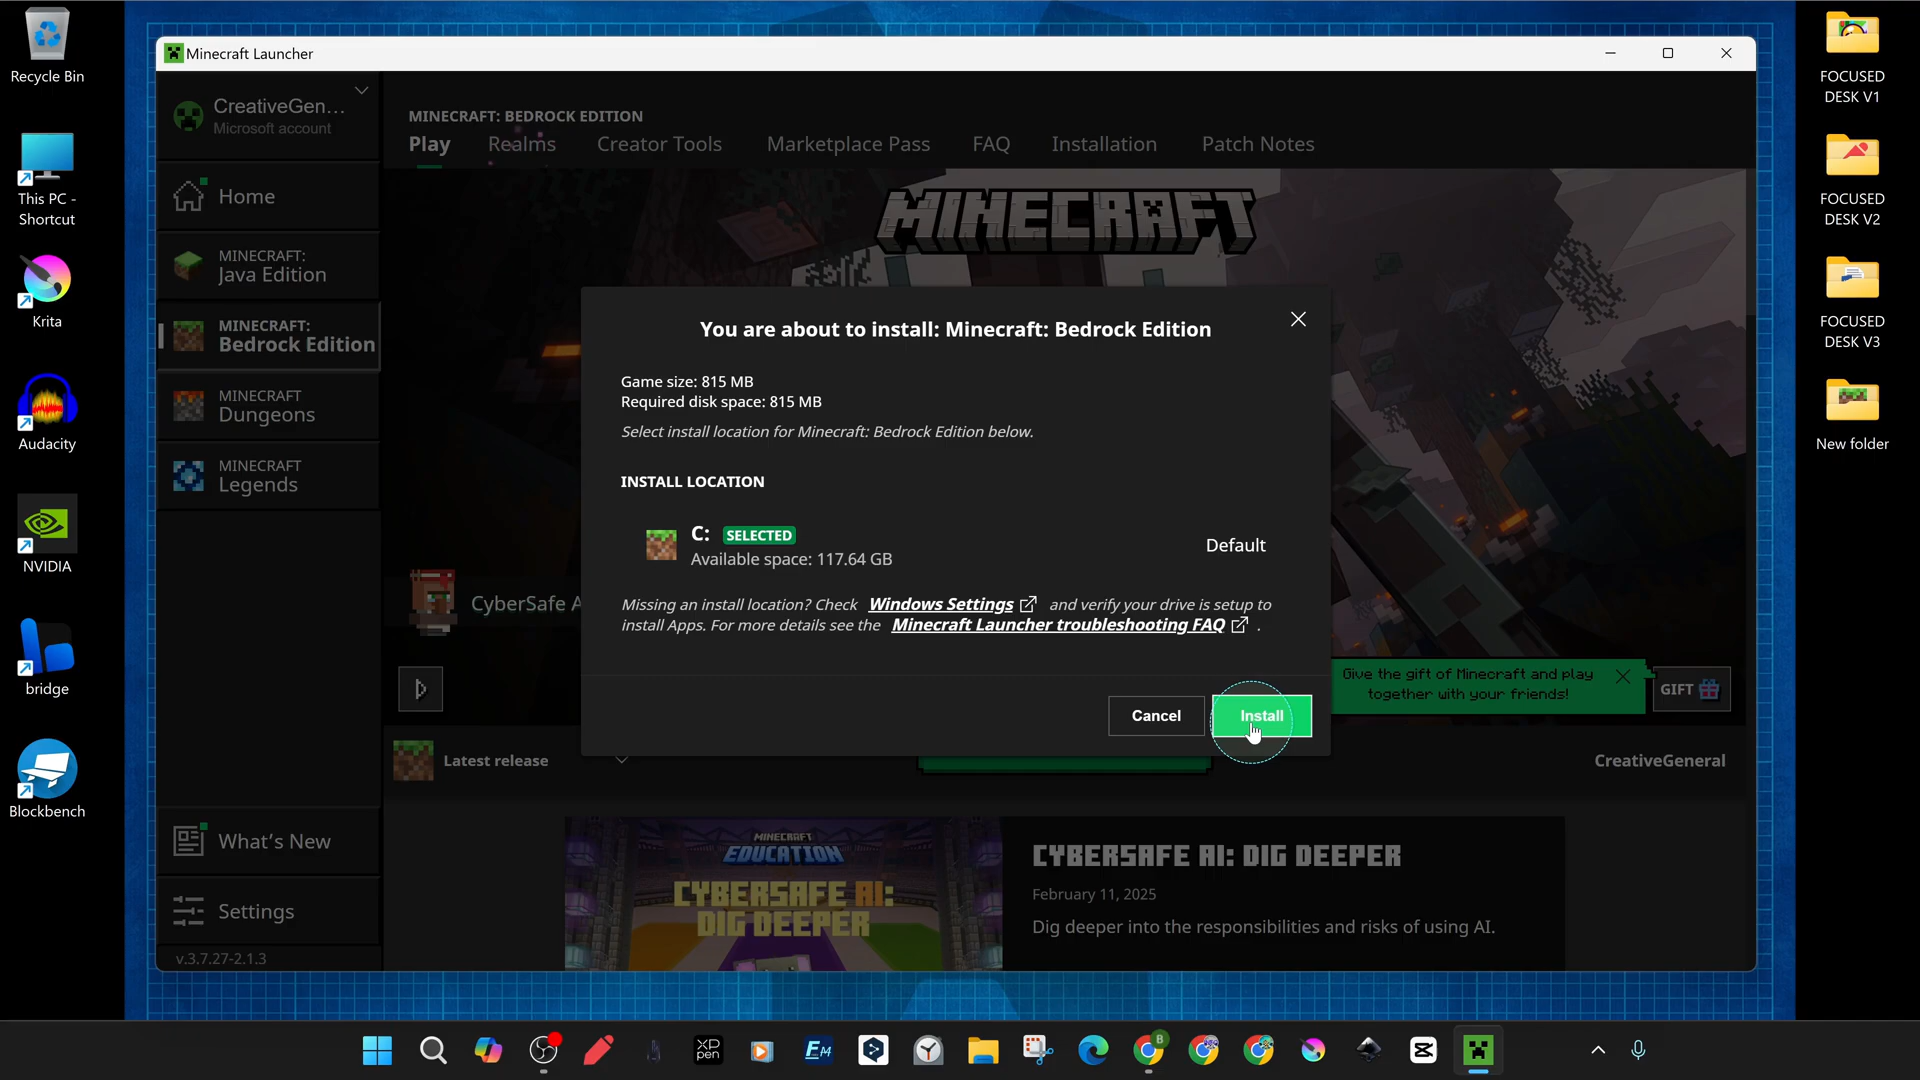 Recycle Bin
This PC -
Shortcut
Krita
Audacity
NVIDIA
bridge
Blockbench
Minecraft Launcher
CreativeGen...
Microsoft account
Home
MINECRAFT:
Java Edition
MINECRAFT:
Bedrock Edition
MINECRAFT
Dungeons
MINECRAFT
Legends
What's New
Settings
v.3.7.27-2.1.3
MINECRAFT: BEDROCK EDITION
Play Realms Creator Tools Marketplace Pass FAQ Installation Patch Notes
MINECRAFT
You are about to install: Minecraft: Bedrock Edition
Game size: 815 MB
Required disk space: 815 MB
Select install location for Minecraft: Bedrock Edition below.
INSTALL LOCATION
C: SELECTED
Available space: 117.64 GB
Default
Missing an install location? Check Windows Settings and verify your drive is setup to
install Apps. For more details see the Minecraft Launcher troubleshooting FAQ .
Cancel Install
CyberSafe A
Give the gift of Minecraft and play
together with your friends!
GIFT
Latest release
CreativeGeneral
MINECRAFT
EDUCATION
CYBERSAFE AI:
DIG DEEPER
CYBERSAFE AI: DIG DEEPER
February 11, 2025
Dig deeper into the responsibilities and risks of using AI.
FOCUSED
DESK V1
FOCUSED
DESK V2
FOCUSED
DESK V3
New folder
XP
pen
FM
B